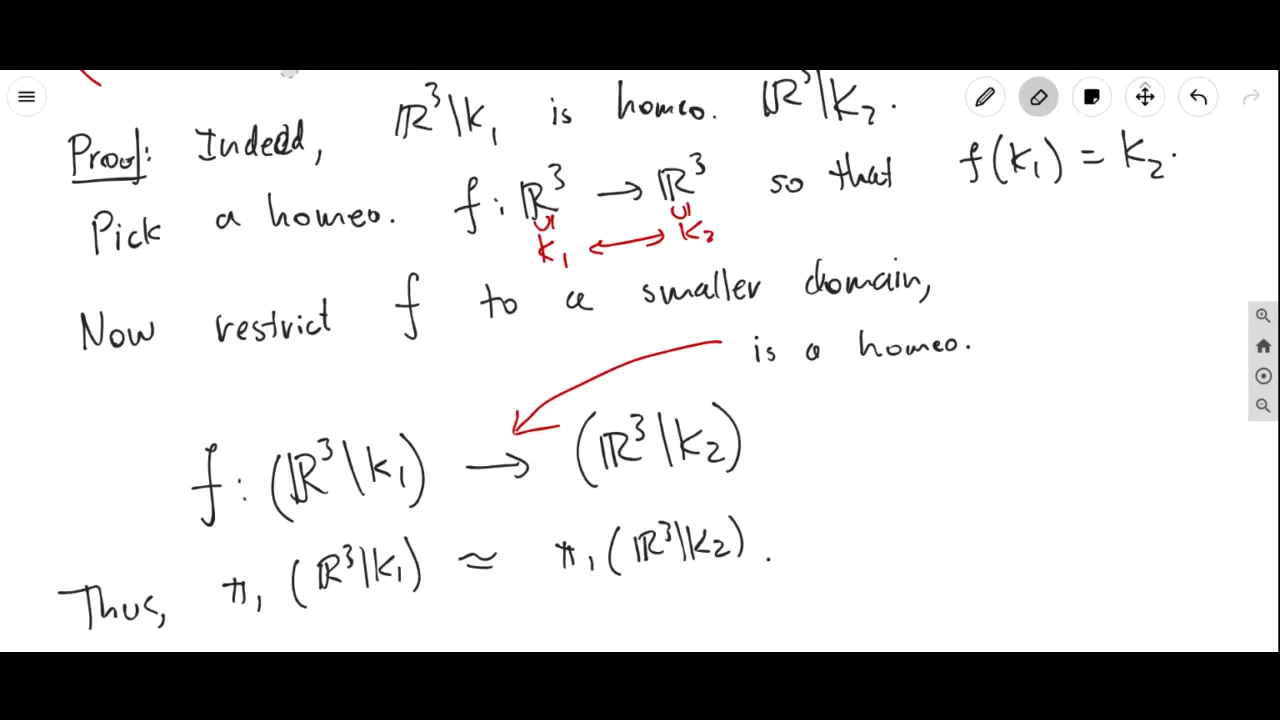 Proof: Indeed, ℝ³\K₁ is homeo. ℝ³\K₂.
Pick a homeo. f: ℝ³ → ℝ³ so that f(K₁) = K₂.
∪I ∪I
K₁ ↔ K₂
Now restrict f to a smaller domain,
is a homeo.
f: (ℝ³\K₁) → (ℝ³\K₂)
Thus, π₁(ℝ³\K₁) ≈ π₁(ℝ³\K₂).